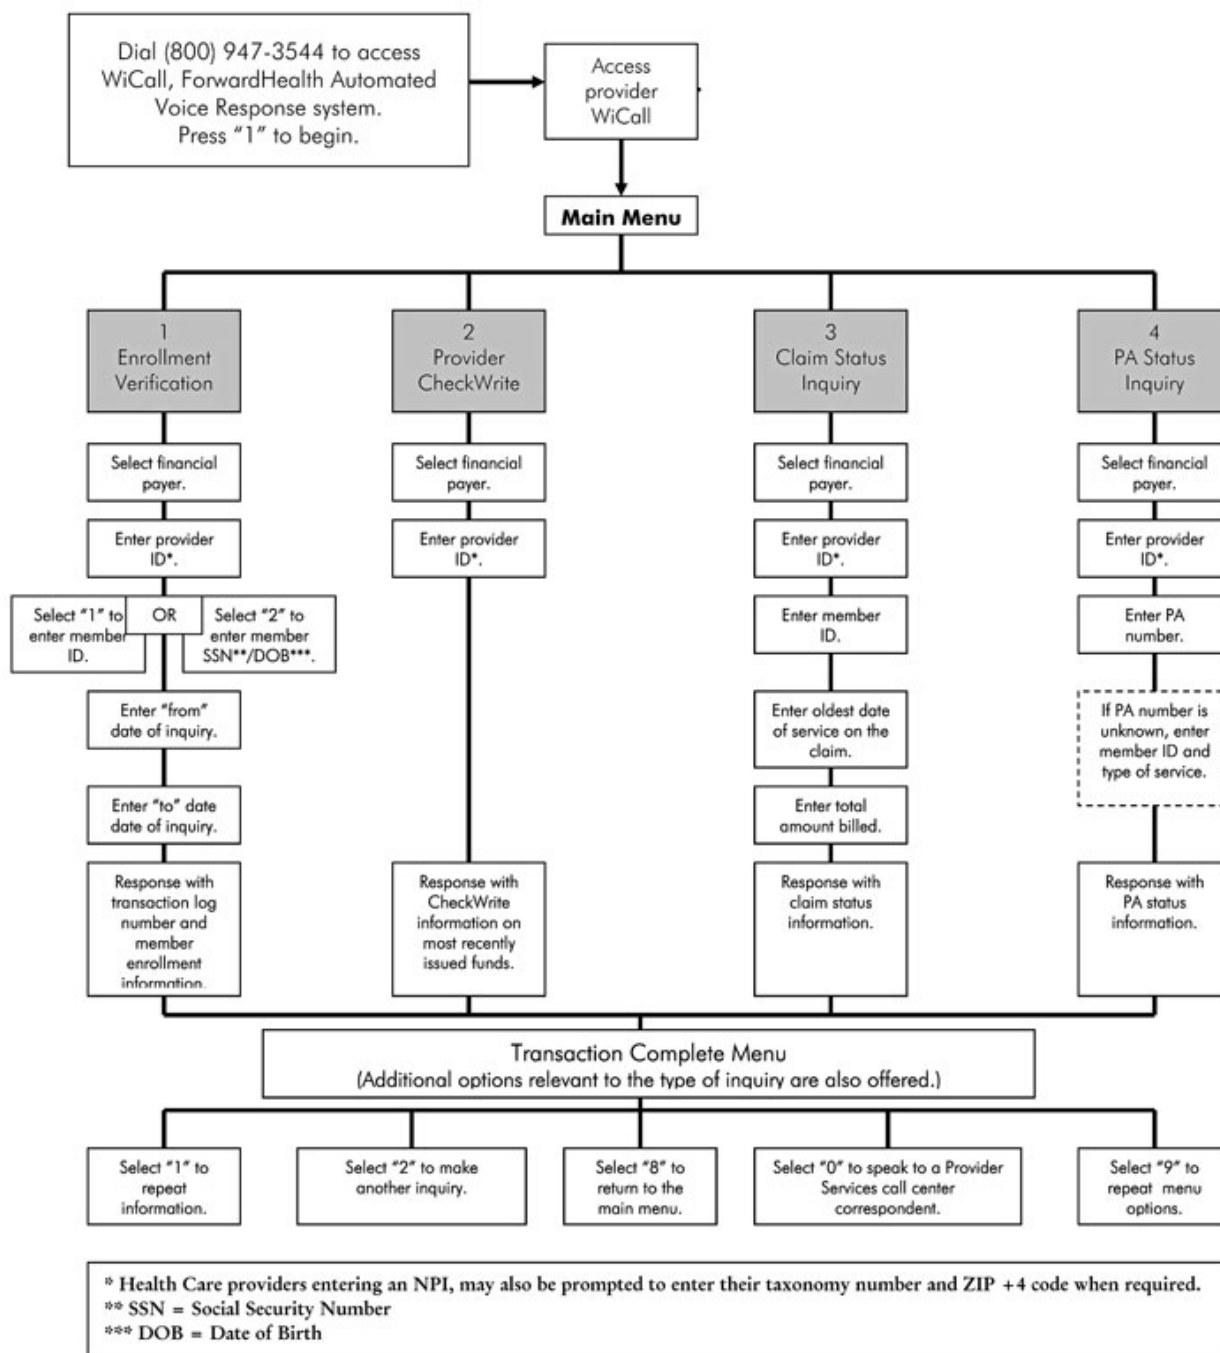 Dial (800) 947-3544 to access
WiCall, ForwardHealth Automated
Voice Response system.
Press "1" to begin.
Access
provider
WiCall
Main Menu
1
Enrollment
Verification
2
Provider
CheckWrite
3
Claim Status
Inquiry
4
PA Status
Inquiry
Select financial
payer.
Select financial
payer.
Select financial
payer.
Select financial
payer.
Enter provider
ID*.
Enter provider
ID*.
Enter provider
ID*.
Enter provider
ID*.
Select "1" to
enter member
ID.
OR
Select "2" to
enter member
SSN**/DOB***.
Enter member
ID.
Enter PA
number.
Enter "from"
date of inquiry.
Enter oldest date
of service on the
claim.
If PA number is
unknown, enter
member ID and
type of service.
Enter "to" date
date of inquiry.
Enter total
amount billed.
Response with
transaction log
number and
member
enrollment
information.
Response with
CheckWrite
information on
most recently
issued funds.
Response with
claim status
information.
Response with
PA status
information.
Transaction Complete Menu
(Additional options relevant to the type of inquiry are also offered.)
Select "1" to
repeat
information.
Select "2" to make
another inquiry.
Select "8" to
return to the
main menu.
Select "0" to speak to a Provider
Services call center
correspondent.
Select "9" to
repeat menu
options.
* Health Care providers entering an NPI, may also be prompted to enter their taxonomy number and ZIP +4 code when required.
** SSN = Social Security Number
*** DOB = Date of Birth